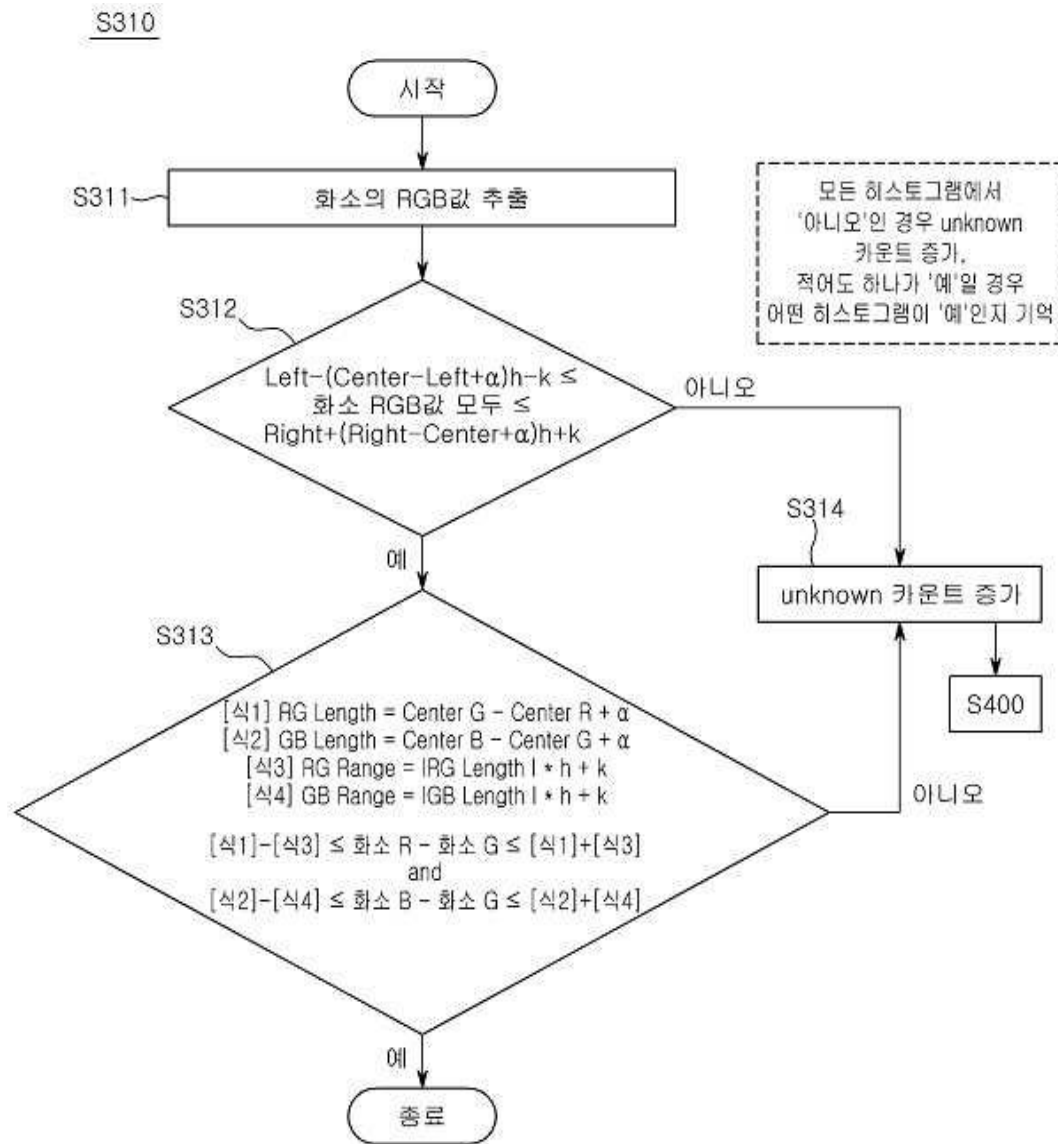 S310
시작
S311
화소의 RGB값 추출
모든 히스토그램에서
'아니오'인 경우 unknown
카운트 증가,
적어도 하나가 '예'일 경우
어떤 히스토그램이 '예'인지 기억
S312
Left-(Center-Left+α)h-k ≤
화소 RGB값 모두 ≤
Right+(Right-Center+α)h+k
아니오
예
S314
unknown 카운트 증가
S400
S313
[식1] RG Length = Center G - Center R + α
[식2] GB Length = Center B - Center G + α
[식3] RG Range = |RG Length | * h + k
[식4] GB Range = |GB Length | * h + k
[식1]-[식3] ≤ 화소 R - 화소 G ≤ [식1]+[식3]
and
[식2]-[식4] ≤ 화소 B - 화소 G ≤ [식2]+[식4]
아니오
예
종료